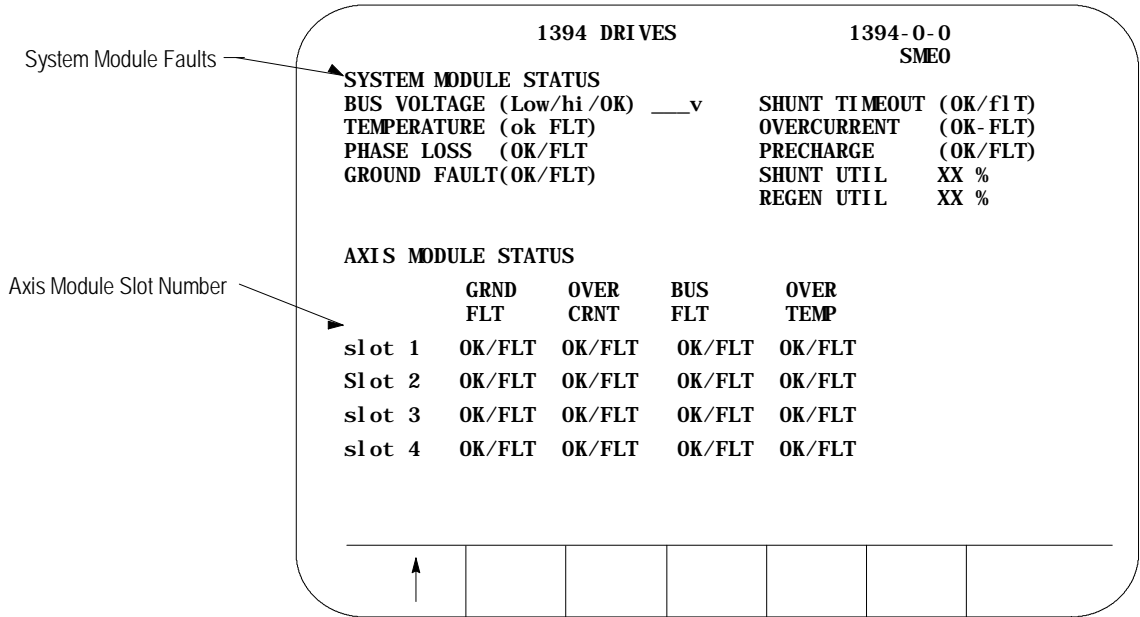 1394 DRIVES 1394-0-0
SMEO
System Module Faults
SYSTEM MODULE STATUS
BUS VOLTAGE (Low/hi/OK) ___v SHUNT TIMEOUT (OK/flT)
TEMPERATURE (ok FLT) OVERCURRENT (OK-FLT)
PHASE LOSS (OK/FLT PRECHARGE (OK/FLT)
GROUND FAULT(OK/FLT) SHUNT UTIL XX %
REGEN UTIL XX %
AXIS MODULE STATUS
Axis Module Slot Number
GRND OVER BUS OVER
FLT CRNT FLT TEMP
slot 1 OK/FLT OK/FLT OK/FLT OK/FLT
Slot 2 OK/FLT OK/FLT OK/FLT OK/FLT
slot 3 OK/FLT OK/FLT OK/FLT OK/FLT
slot 4 OK/FLT OK/FLT OK/FLT OK/FLT